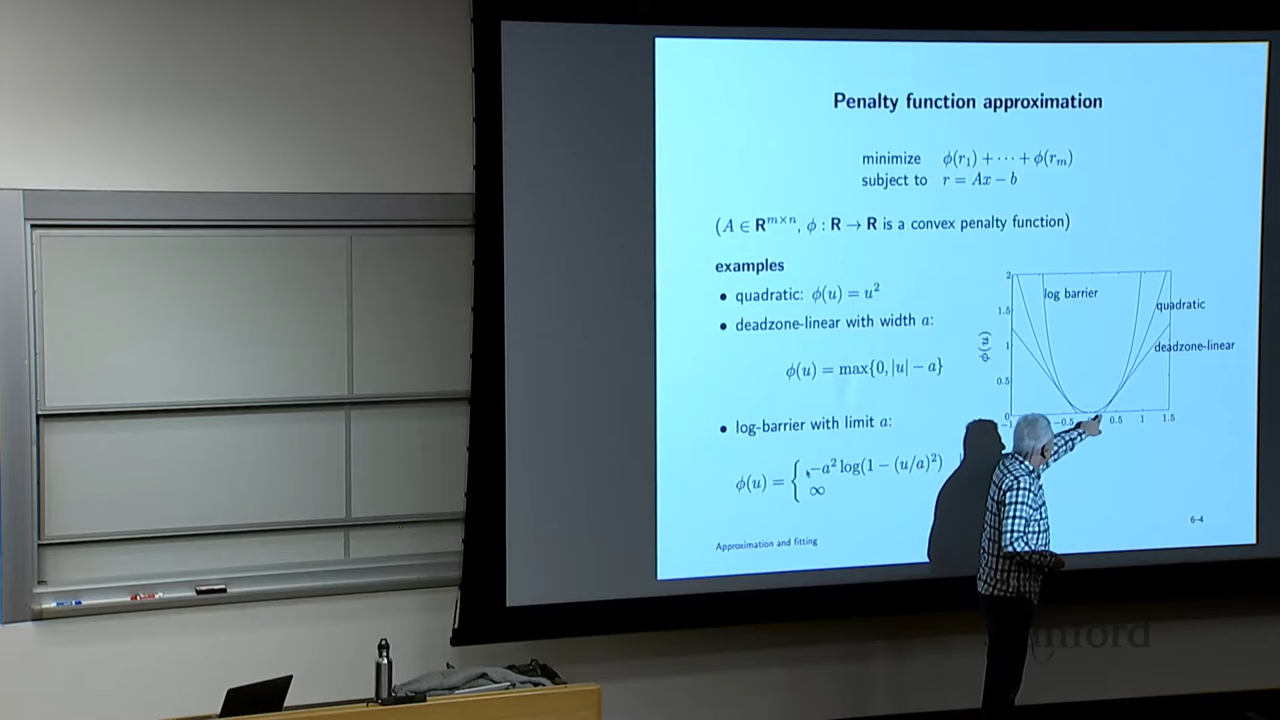 Penalty function approximation
minimize ϕ(r₁) + ⋯ + ϕ(rₘ)
subject to r = Ax − b
(A ∈ R^{m×n}, ϕ : R → R is a convex penalty function)
examples
• quadratic: ϕ(u) = u²
• deadzone-linear with width a:
ϕ(u) = max{0, |u| − a}
• log-barrier with limit a:
ϕ(u) = { −a² log(1 − (u/a)²)
∞
2
log barrier
quadratic
1.5
ϕ(u)
1
deadzone-linear
0.5
0
−0.5 0.5 1 1.5
Approximation and fitting
6–4